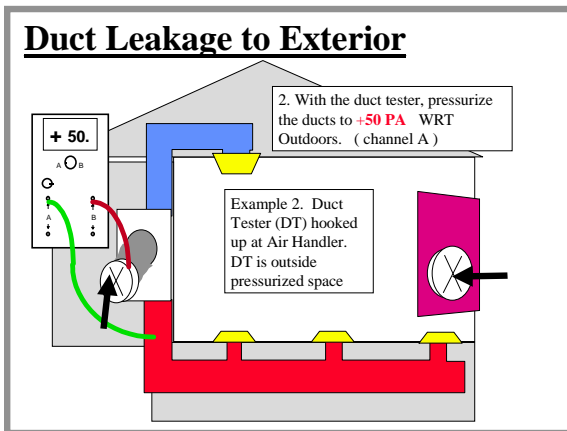 Duct Leakage to Exterior
2. With the duct tester, pressurize
the ducts to +50 PA WRT
Outdoors. ( channel A )
+ 50.
A B
A B
Example 2. Duct
Tester (DT) hooked
up at Air Handler.
DT is outside
pressurized space